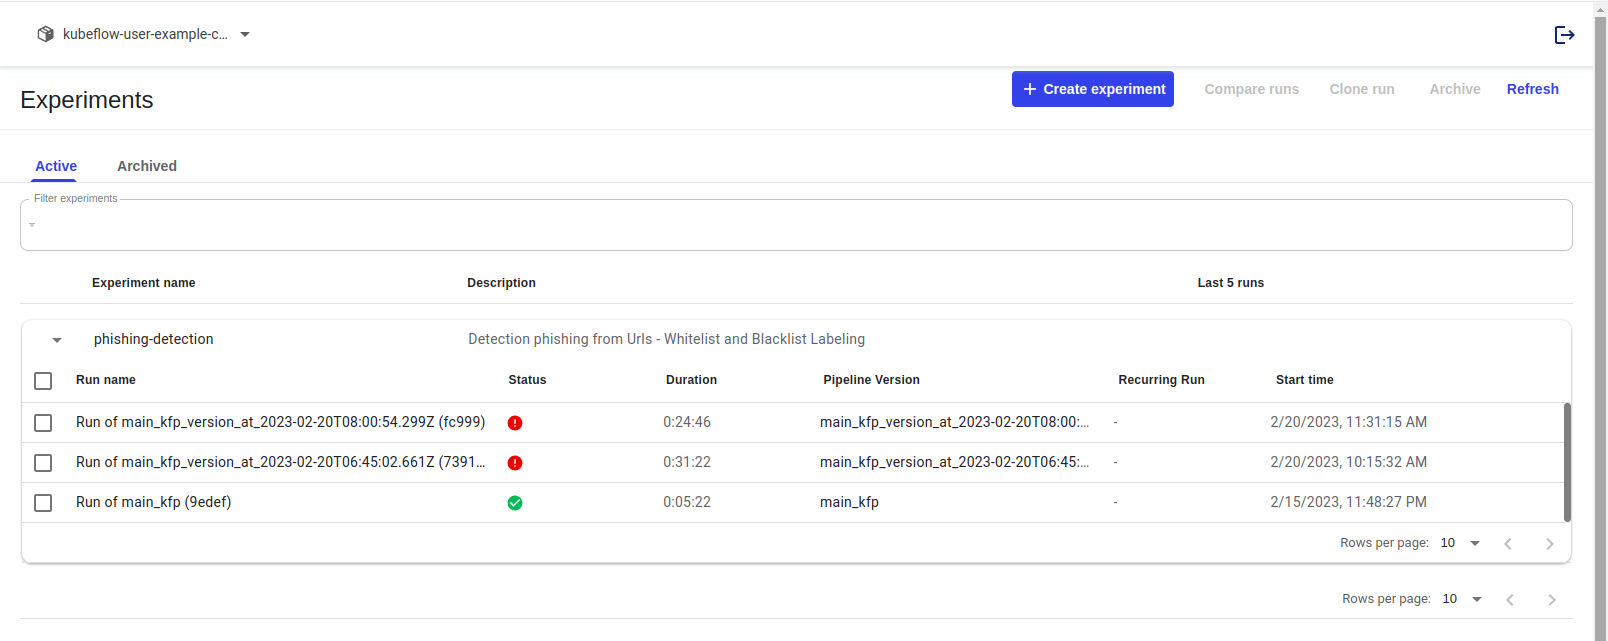 kubeflow-user-example-c...
Experiments
+ Create experiment Compare runs Clone run Archive Refresh
Active Archived
Filter experiments
Experiment name Description Last 5 runs
phishing-detection Detection phishing from Urls - Whitelist and Blacklist Labeling
Run name Status Duration Pipeline Version Recurring Run Start time
Run of main_kfp_version_at_2023-02-20T08:00:54.299Z (fc999) 0:24:46 main_kfp_version_at_2023-02-20T08:00:... - 2/20/2023, 11:31:15 AM
Run of main_kfp_version_at_2023-02-20T06:45:02.661Z (7391... 0:31:22 main_kfp_version_at_2023-02-20T06:45:... - 2/20/2023, 10:15:32 AM
Run of main_kfp (9edef) 0:05:22 main_kfp - 2/15/2023, 11:48:27 PM
Rows per page: 10
Rows per page: 10